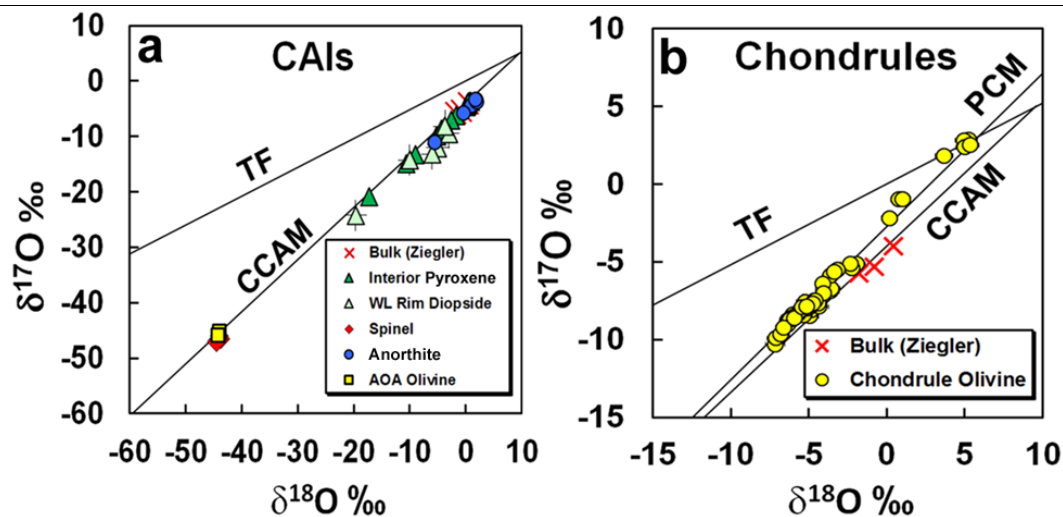 a
CAIs
10
0
-10
-20
-30
-40
-50
-60
δ17O ‰
TF
CCAM
Bulk (Ziegler)
Interior Pyroxene
WL Rim Diopside
Spinel
Anorthite
AOA Olivine
-60 -50 -40 -30 -20 -10 0 10
δ18O ‰
b
Chondrules
10
5
0
-5
-10
-15
δ17O ‰
PCM
TF
CCAM
Bulk (Ziegler)
Chondrule Olivine
-15 -10 -5 0 5 10
δ18O ‰